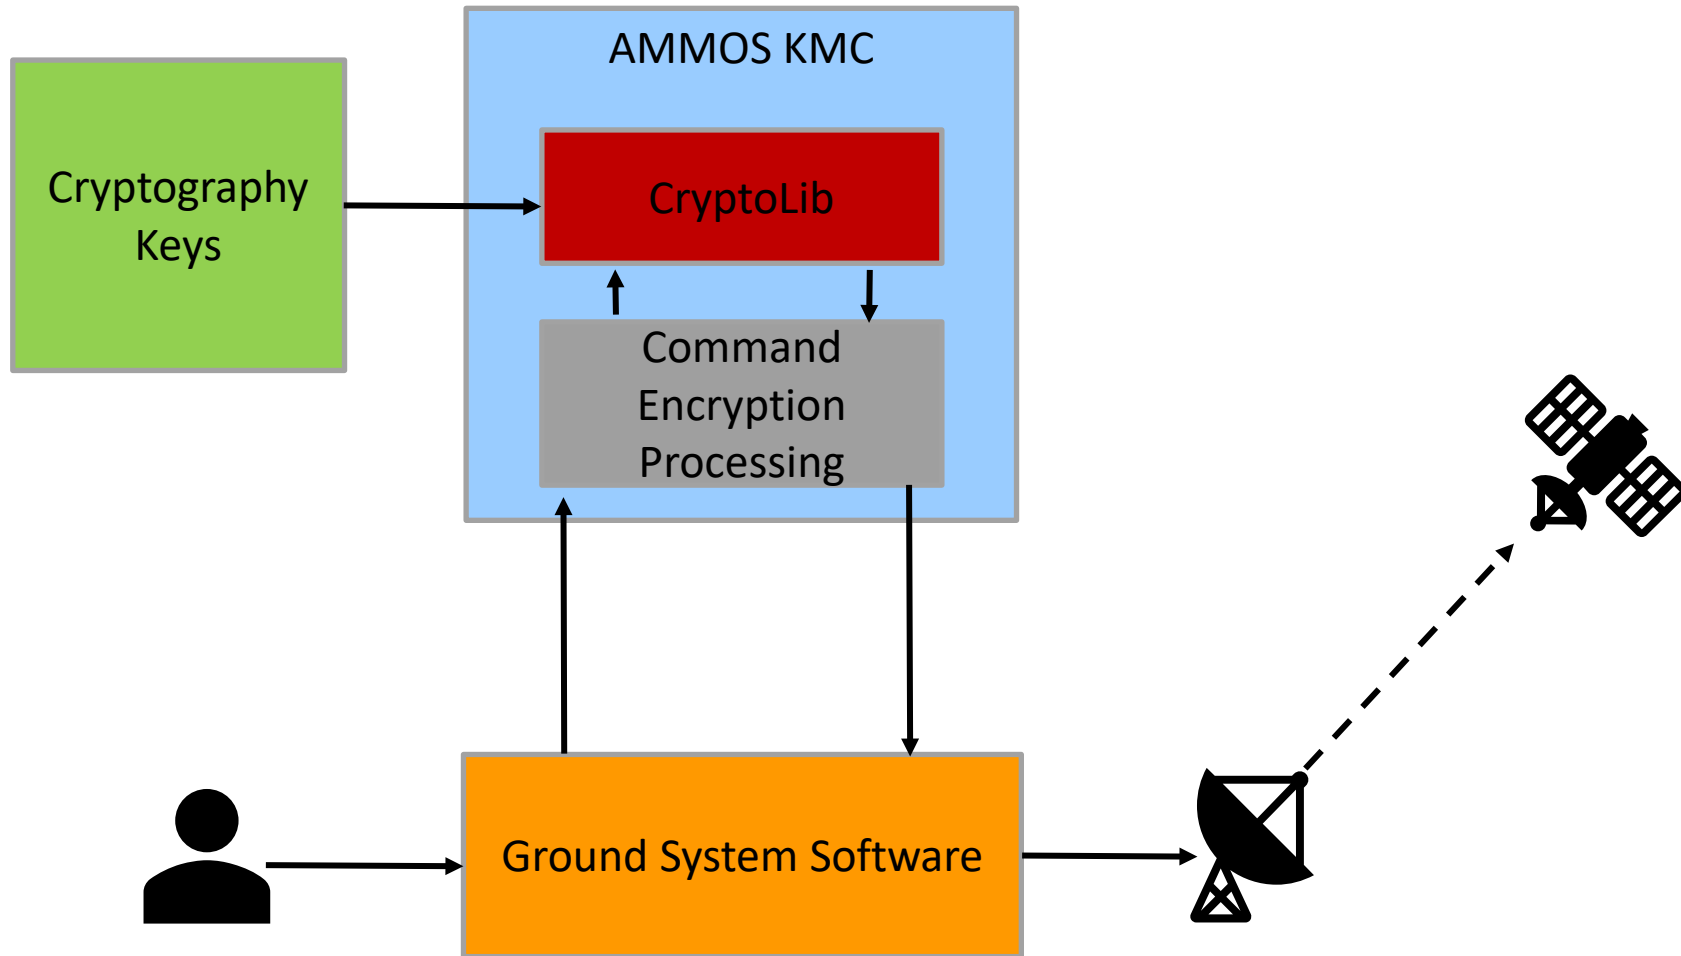 AMMOS KMC
Cryptography
Keys
CryptoLib
Command
Encryption
Processing
Ground System Software